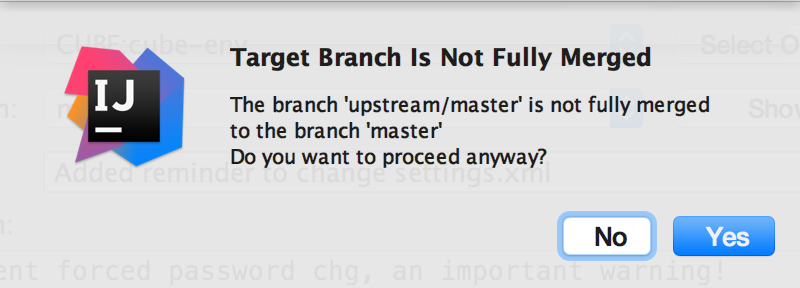 CUBE:cube-env
Select O
Target Branch Is Not Fully Merged
IJ
The branch 'upstream/master' is not fully merged
to the branch 'master'
Do you want to proceed anyway?
Show
Added reminder to change settings.xml
No
Yes
ent forced password chg, an important warning!